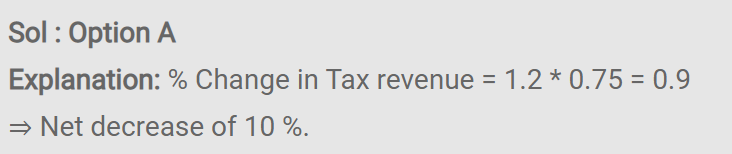 Sol : Option A
Explanation: % Change in Tax revenue = 1.2 * 0.75 = 0.9
⇒ Net decrease of 10 %.